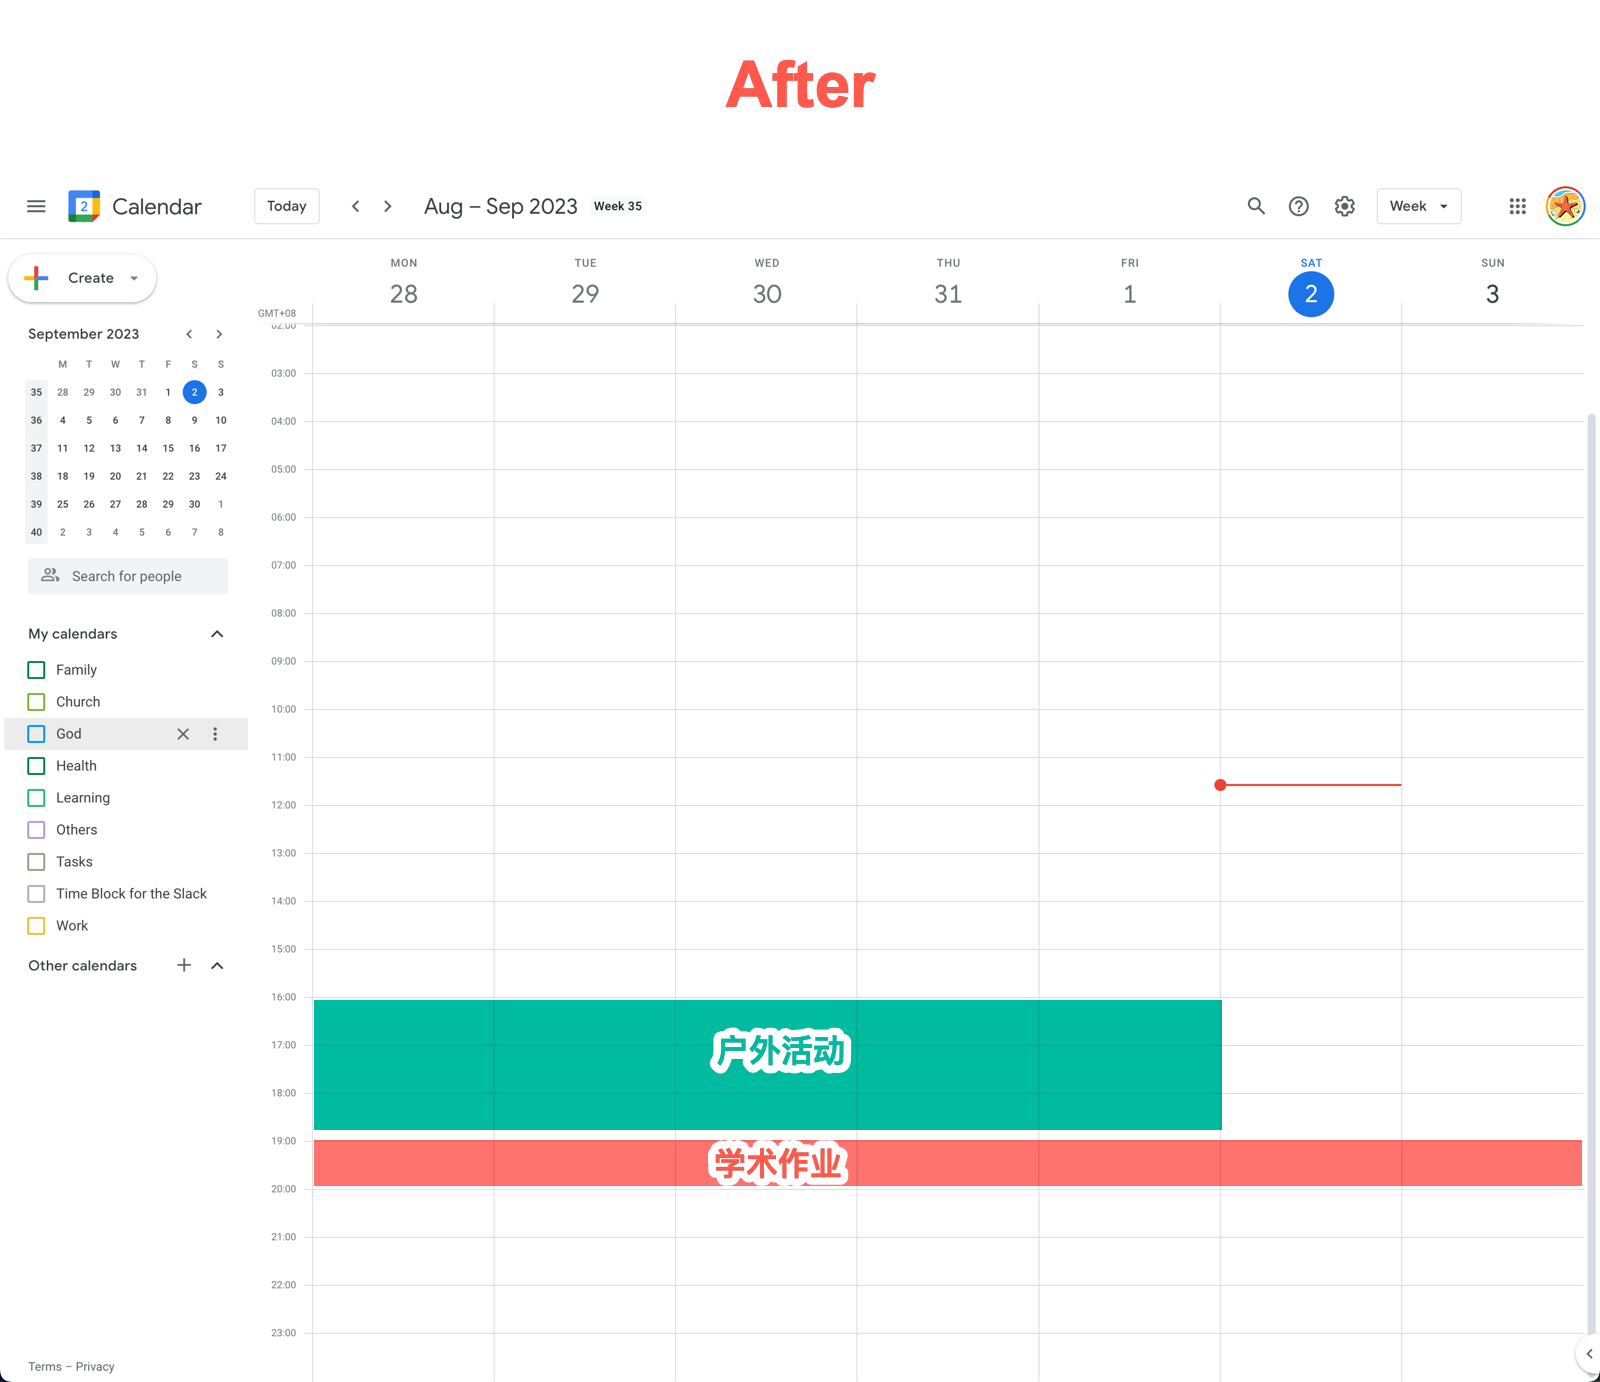 After
2 Calendar Today Aug – Sep 2023 Week 35 Week
Create
September 2023
M T W T F S S
35 28 29 30 31 1 2 3
36 4 5 6 7 8 9 10
37 11 12 13 14 15 16 17
38 18 19 20 21 22 23 24
39 25 26 27 28 29 30 1
40 2 3 4 5 6 7 8
Search for people
My calendars
Family
Church
God
Health
Learning
Others
Tasks
Time Block for the Slack
Work
Other calendars
Terms – Privacy
MON TUE WED THU FRI SAT SUN
28 29 30 31 1 2 3
GMT+08
02:00
03:00
04:00
05:00
06:00
07:00
08:00
09:00
10:00
11:00
12:00
13:00
14:00
15:00
16:00
17:00
户外活动
18:00
19:00
学术作业
20:00
21:00
22:00
23:00